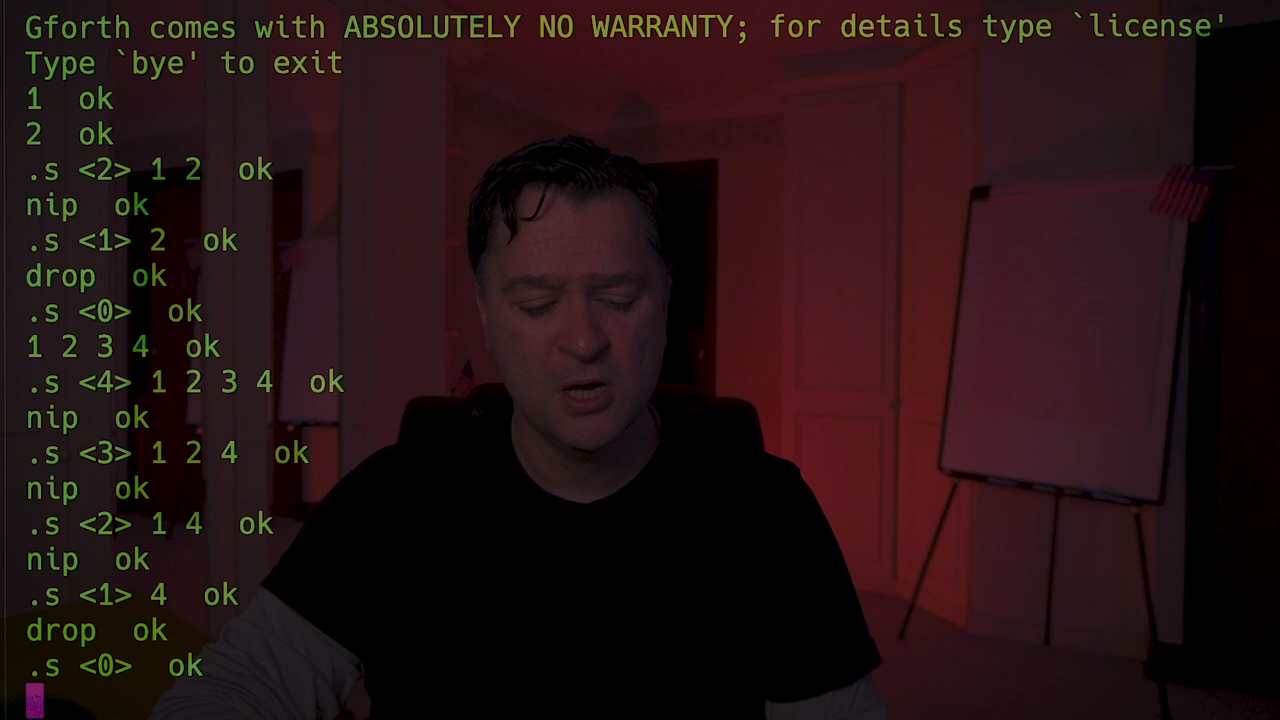 Gforth comes with ABSOLUTELY NO WARRANTY; for details type `license'
Type `bye' to exit
1  ok
2  ok
.s <2> 1 2  ok
nip  ok
.s <1> 2  ok
drop  ok
.s <0>  ok
1 2 3 4  ok
.s <4> 1 2 3 4  ok
nip  ok
.s <3> 1 2 4  ok
nip  ok
.s <2> 1 4  ok
nip  ok
.s <1> 4  ok
drop  ok
.s <0>  ok